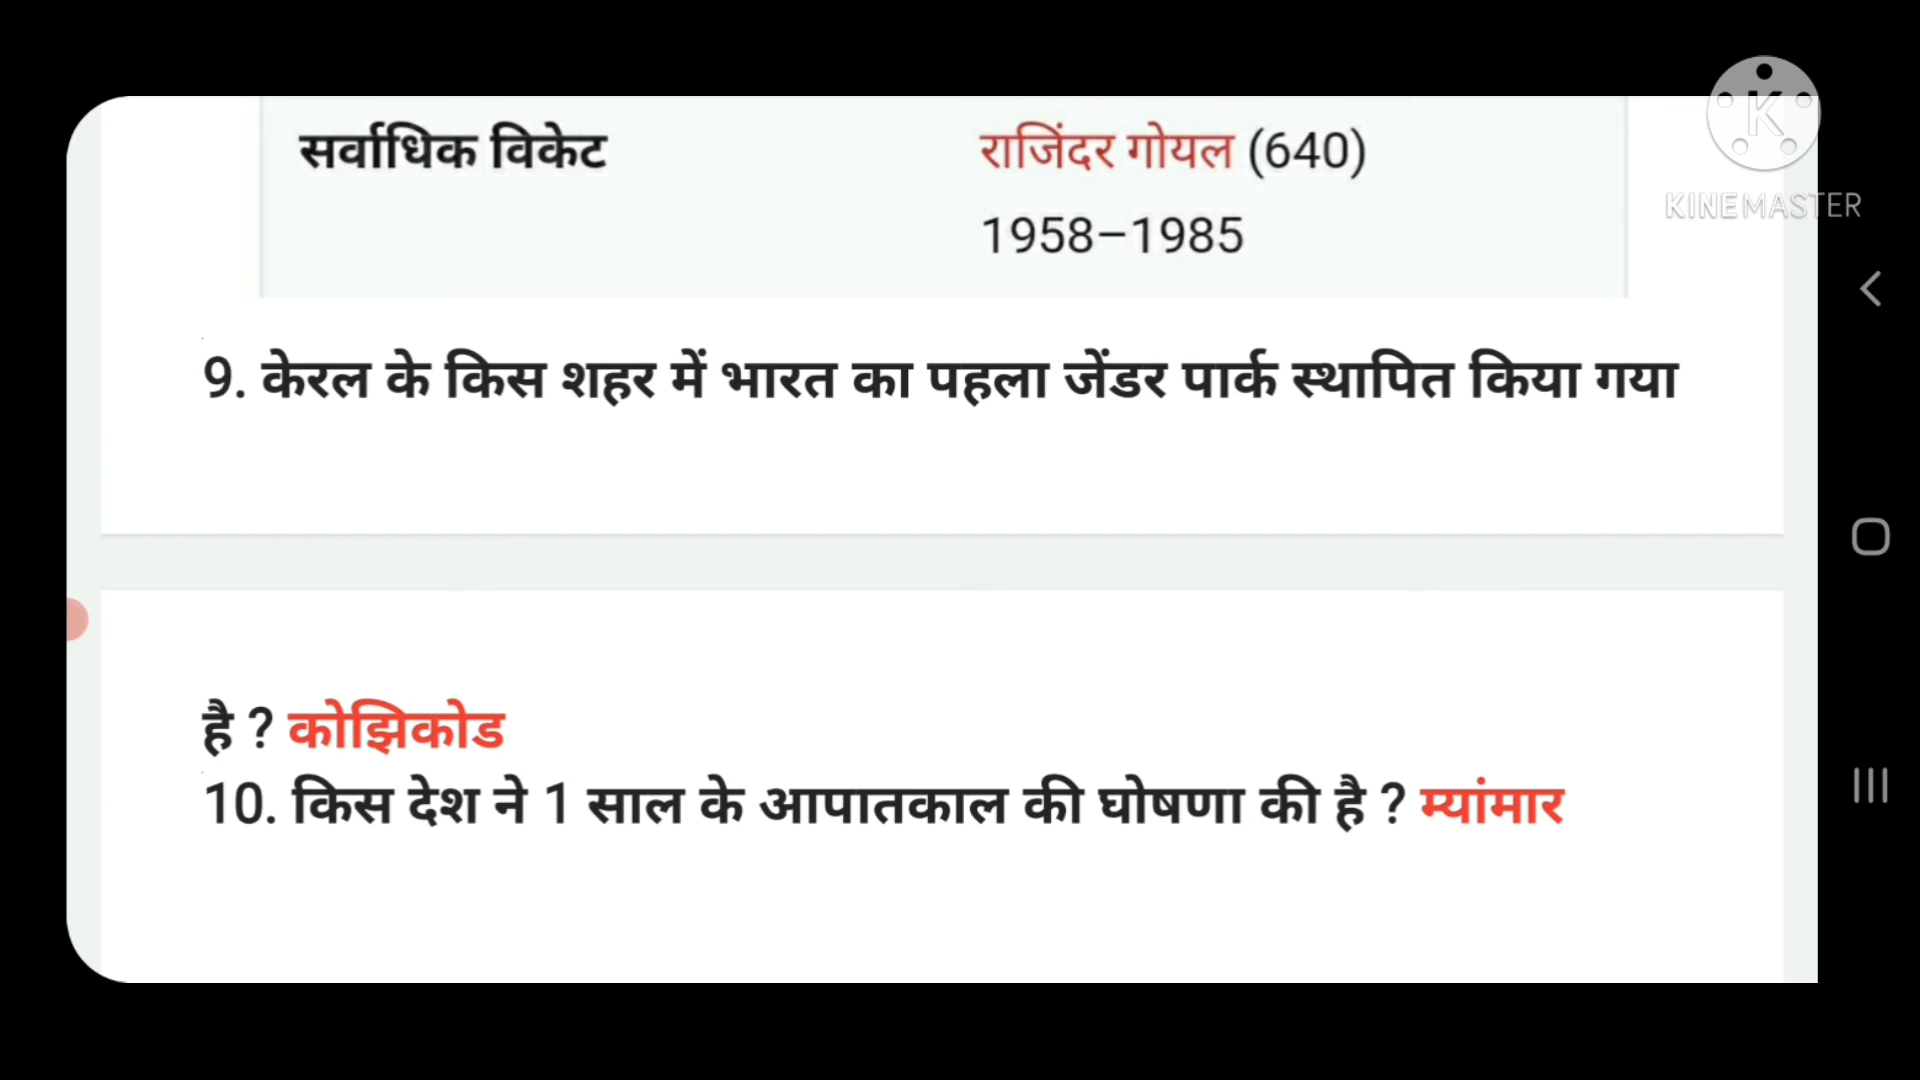 सर्वाधिक विकेट राजिंदर गोयल (640)
1958–1985
K
KINEMASTER
9. केरल के किस शहर में भारत का पहला जेंडर पार्क स्थापित किया गया
है ? कोझिकोड
10. किस देश ने 1 साल के आपातकाल की घोषणा की है ? म्यांमार